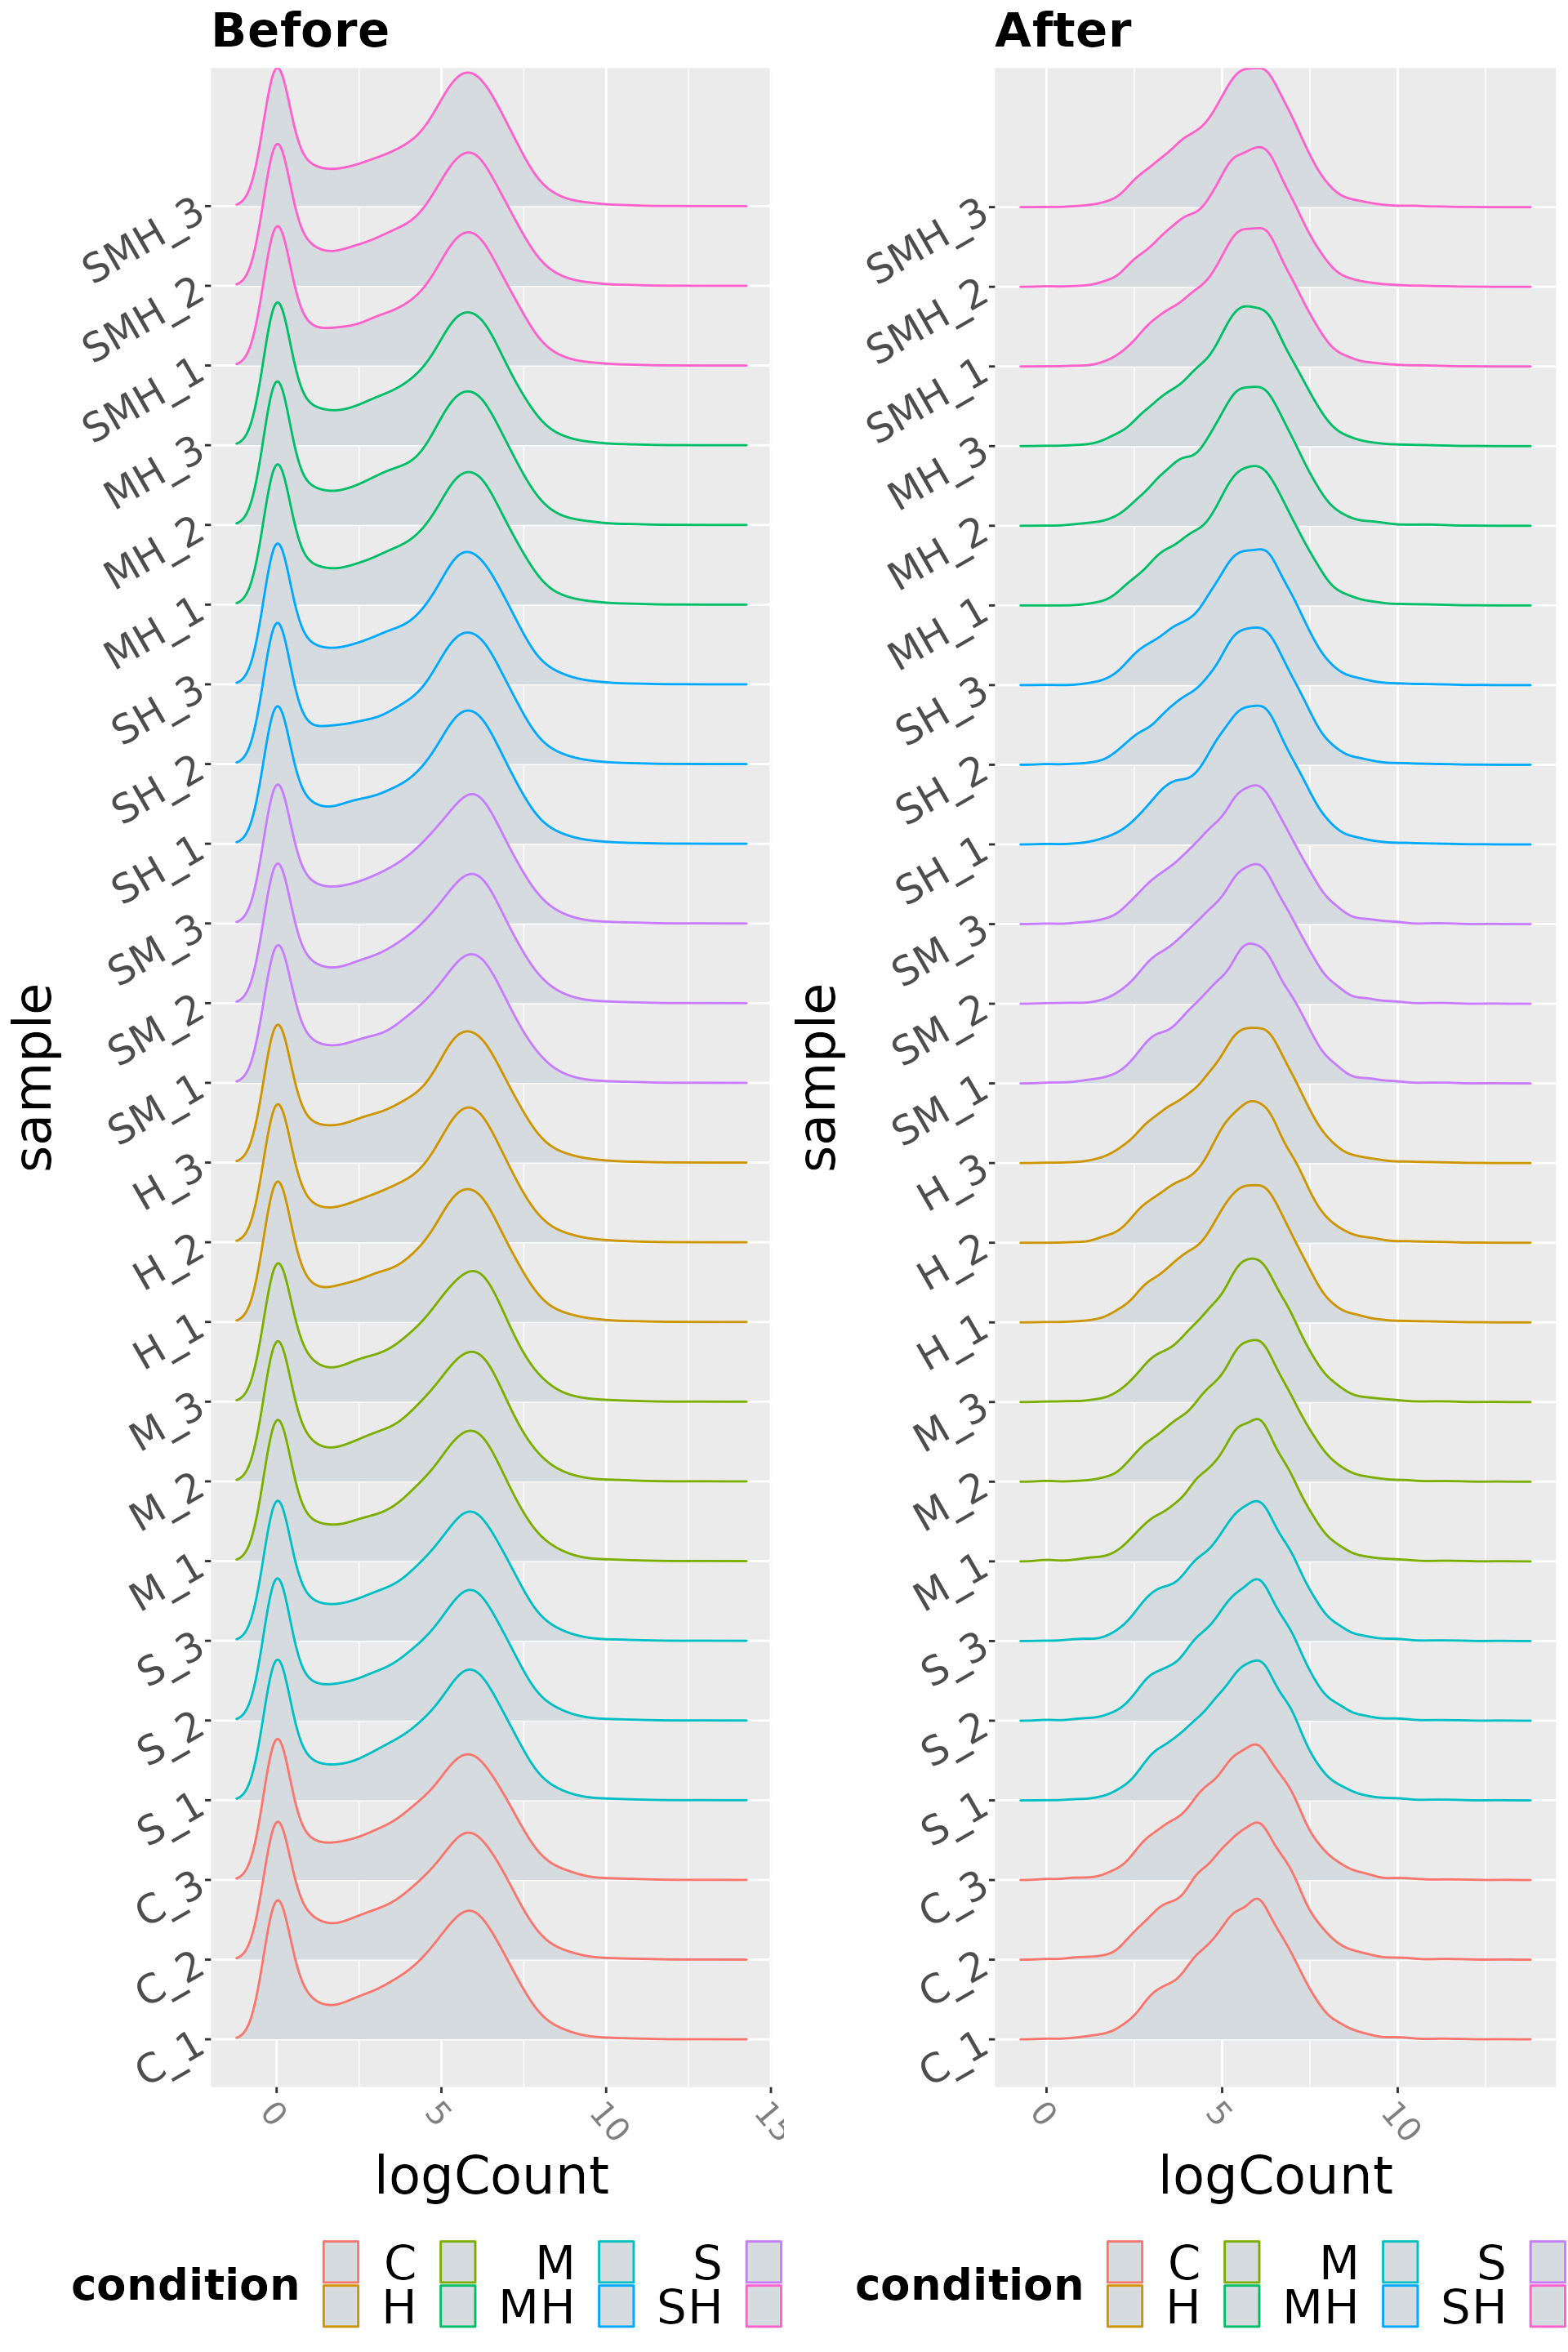 Before
sample
SMH_3
SMH_2
SMH_1
MH_3
MH_2
MH_1
SH_3
SH_2
SH_1
SM_3
SM_2
SM_1
H_3
H_2
H_1
M_3
M_2
M_1
S_3
S_2
S_1
C_3
C_2
C_1
0 5 10 15
logCount
condition
C M S
H MH SH
After
sample
SMH_3
SMH_2
SMH_1
MH_3
MH_2
MH_1
SH_3
SH_2
SH_1
SM_3
SM_2
SM_1
H_3
H_2
H_1
M_3
M_2
M_1
S_3
S_2
S_1
C_3
C_2
C_1
0 5 10
logCount
condition
C M S
H MH SH